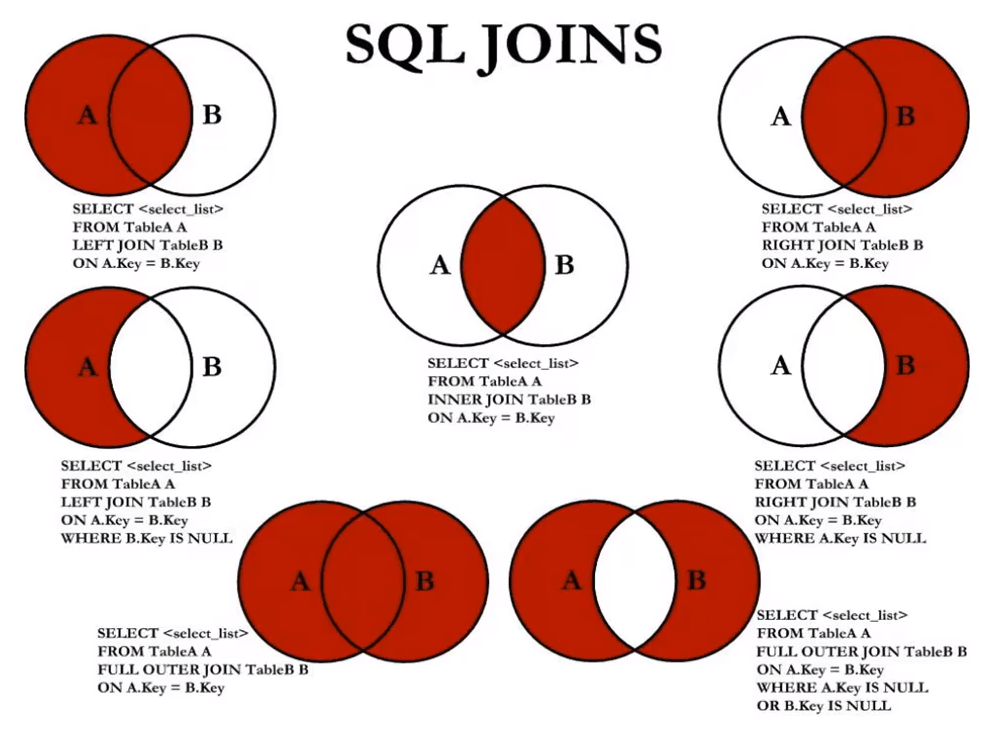 SQL JOINS
A B
SELECT <select_list>
FROM TableA A
LEFT JOIN TableB B
ON A.Key = B.Key
A B
SELECT <select_list>
FROM TableA A
RIGHT JOIN TableB B
ON A.Key = B.Key
A B
SELECT <select_list>
FROM TableA A
INNER JOIN TableB B
ON A.Key = B.Key
A B
SELECT <select_list>
FROM TableA A
LEFT JOIN TableB B
ON A.Key = B.Key
WHERE B.Key IS NULL
A B
SELECT <select_list>
FROM TableA A
RIGHT JOIN TableB B
ON A.Key = B.Key
WHERE A.Key IS NULL
A B
SELECT <select_list>
FROM TableA A
FULL OUTER JOIN TableB B
ON A.Key = B.Key
A B
SELECT <select_list>
FROM TableA A
FULL OUTER JOIN TableB B
ON A.Key = B.Key
WHERE A.Key IS NULL
OR B.Key IS NULL